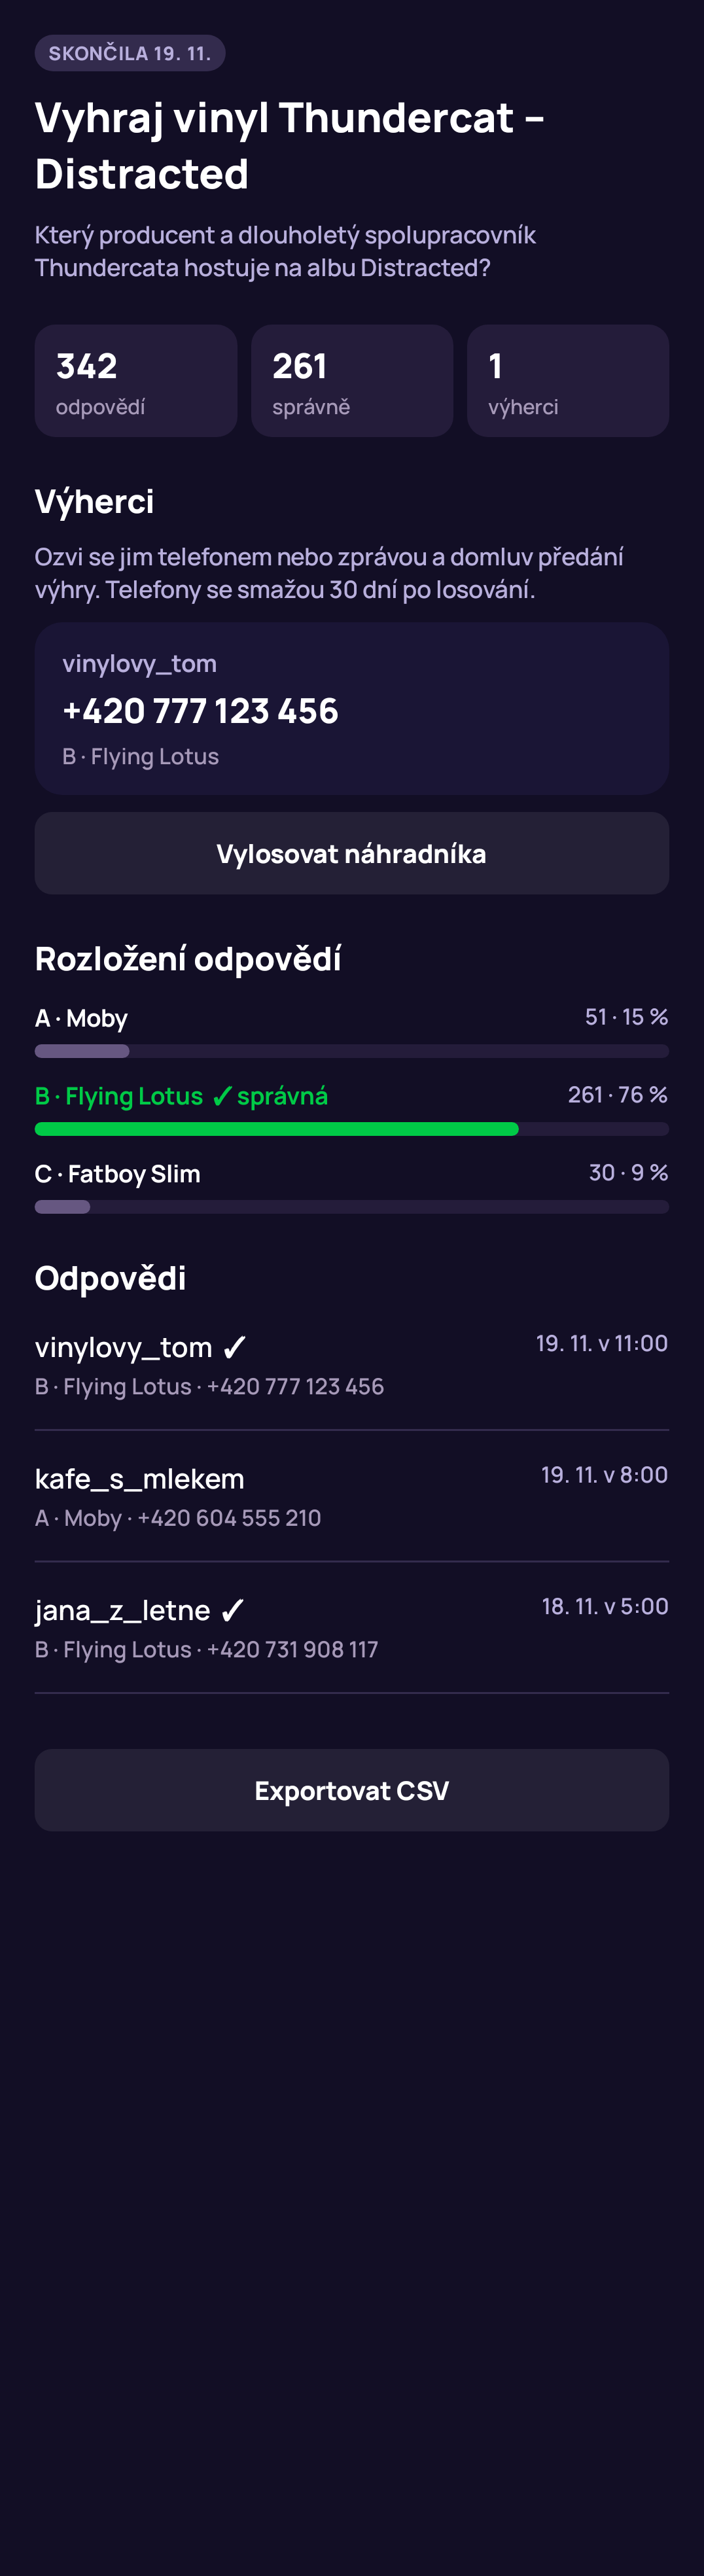 SKONČILA 19. 11.
Vyhraj vinyl Thundercat –
Distracted
Který producent a dlouholetý spolupracovník
Thundercata hostuje na albu Distracted?
342
odpovědí
261
správně
1
výherci
Výherci
Ozvi se jim telefonem nebo zprávou a domluv předání
výhry. Telefony se smažou 30 dní po losování.
vinylovy_tom
+420 777 123 456
B · Flying Lotus
Vylosovat náhradníka
Rozložení odpovědí
A · Moby
51 · 15 %
B · Flying Lotus ✓ správná
261 · 76 %
C · Fatboy Slim
30 · 9 %
Odpovědi
vinylovy_tom ✓
19. 11. v 11:00
B · Flying Lotus · +420 777 123 456
kafe_s_mlekem
19. 11. v 8:00
A · Moby · +420 604 555 210
jana_z_letne ✓
18. 11. v 5:00
B · Flying Lotus · +420 731 908 117
Exportovat CSV